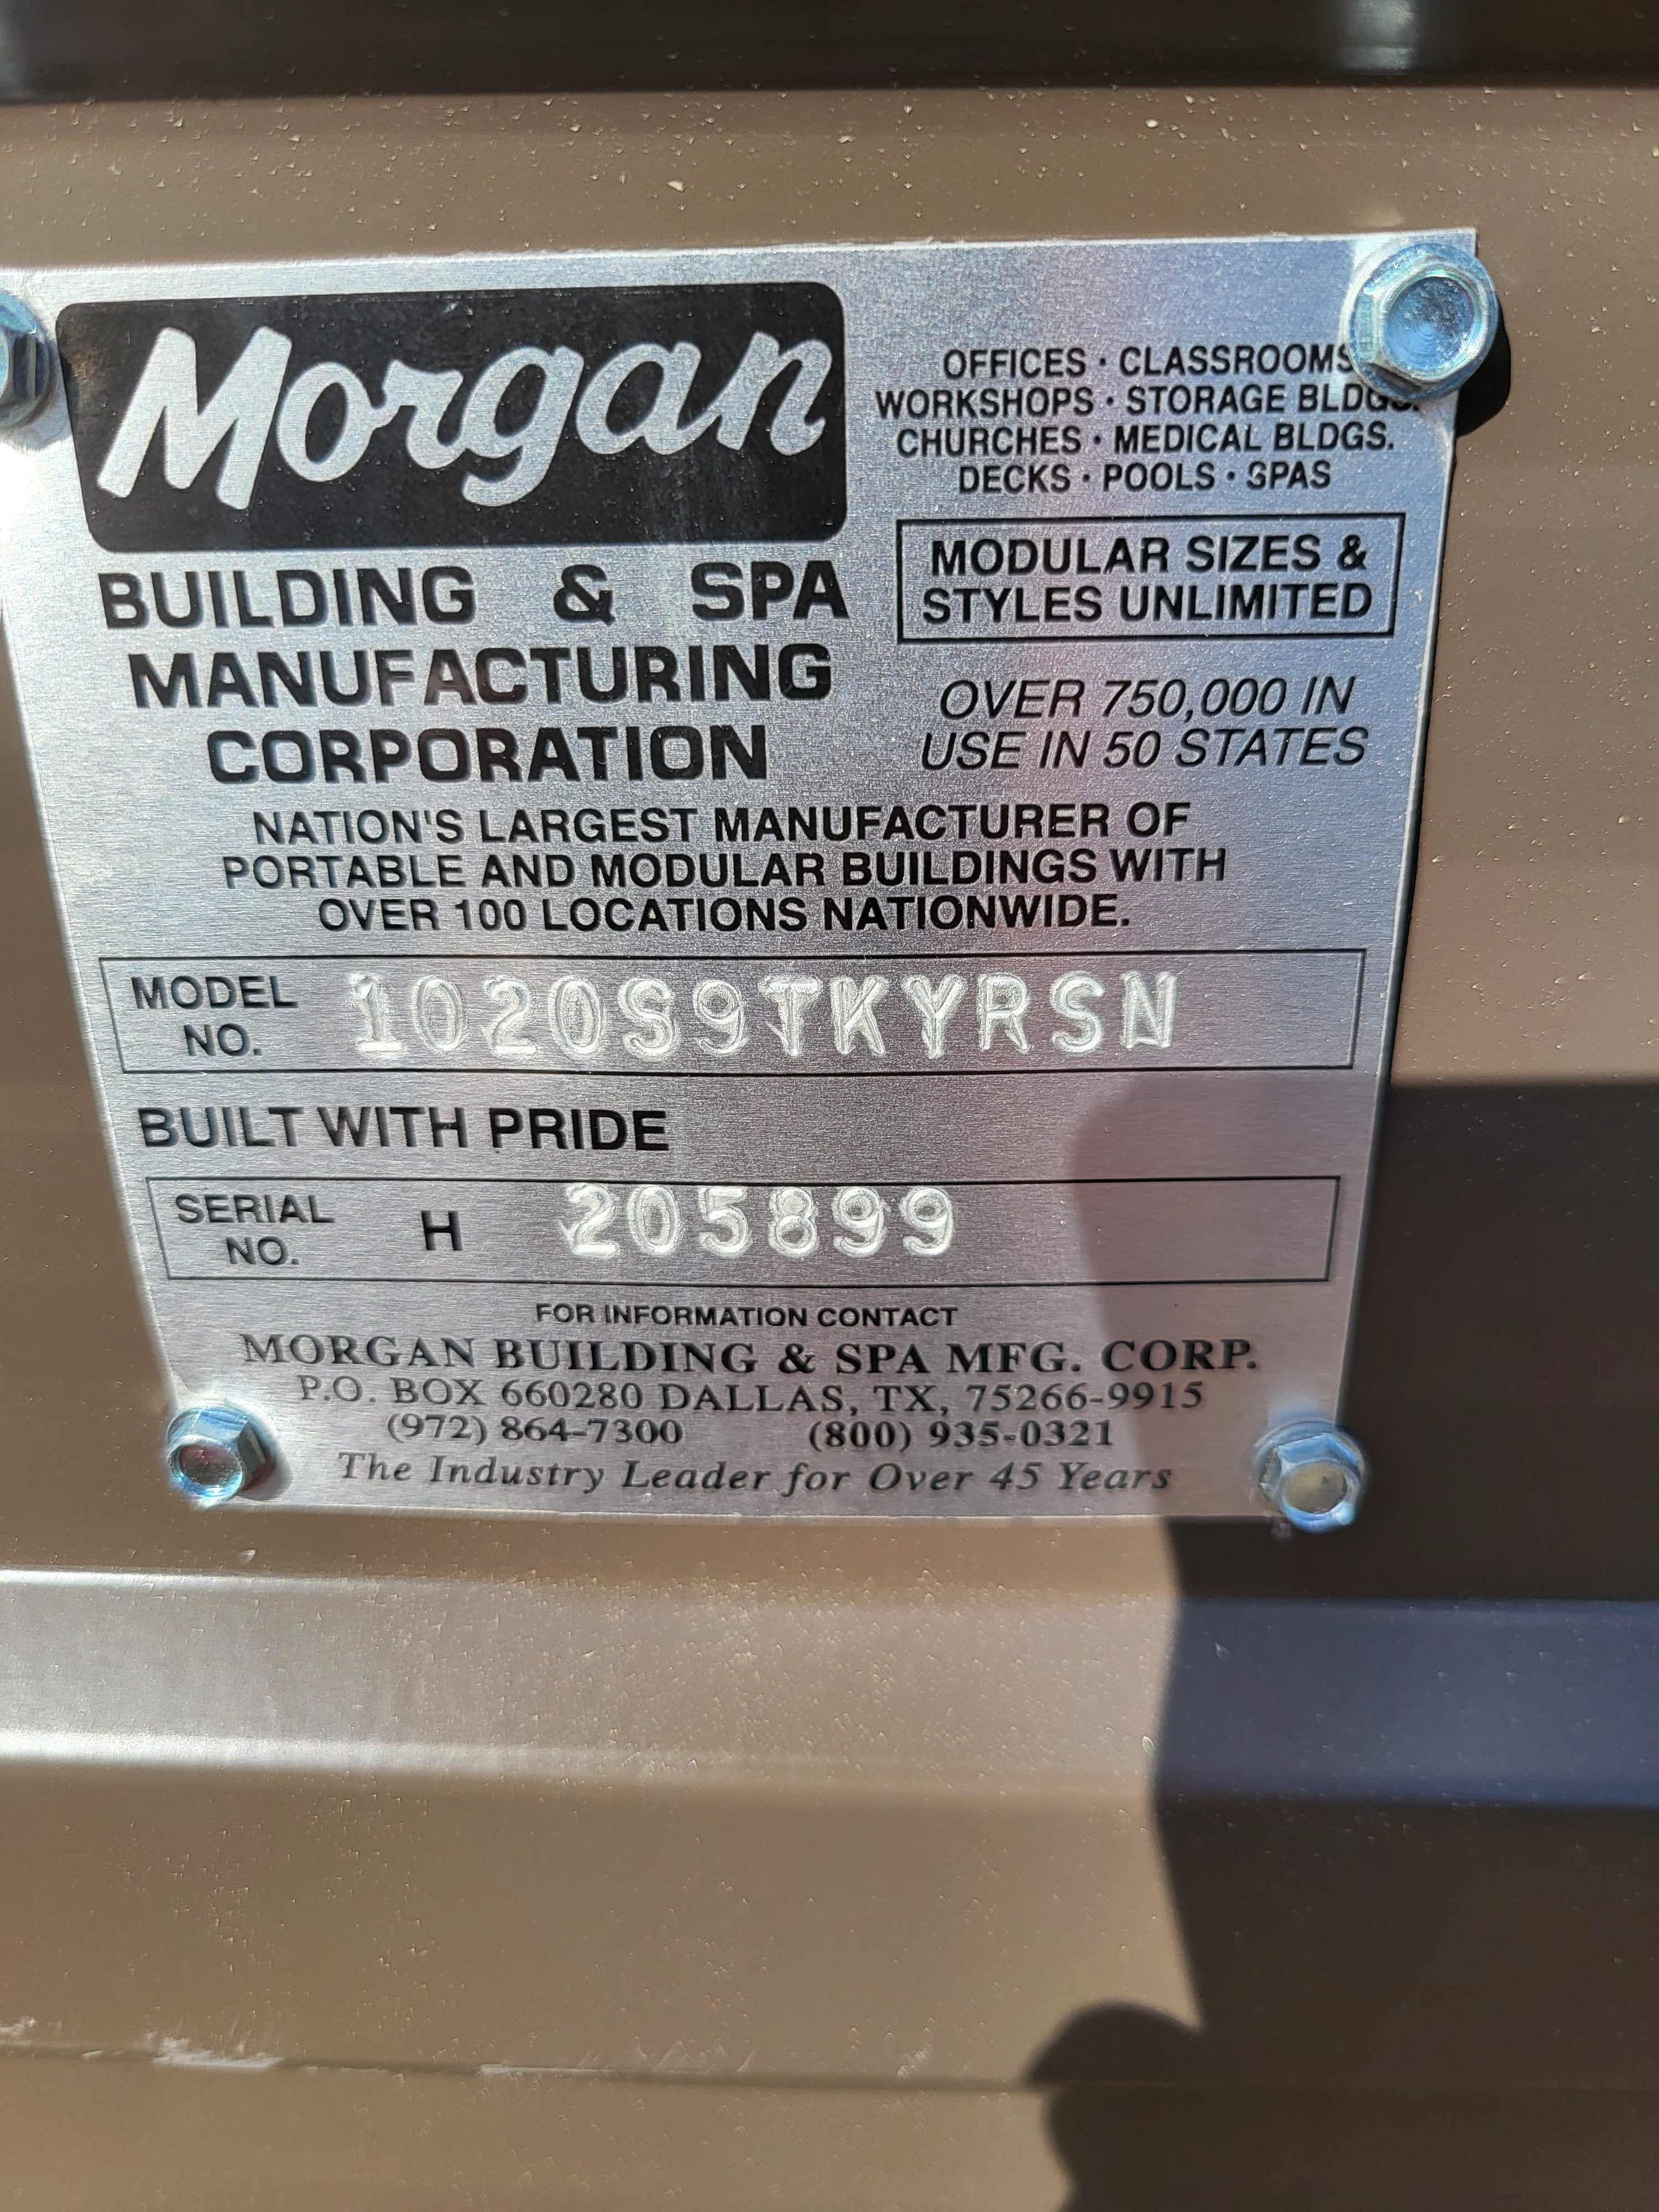 Morgan
BUILDING & SPA
MANUFACTURING
CORPORATION
OFFICES · CLASSROOMS
WORKSHOPS · STORAGE BLDGS.
CHURCHES · MEDICAL BLDGS.
DECKS · POOLS · SPAS
MODULAR SIZES &
STYLES UNLIMITED
OVER 750,000 IN
USE IN 50 STATES
NATION'S LARGEST MANUFACTURER OF
PORTABLE AND MODULAR BUILDINGS WITH
OVER 100 LOCATIONS NATIONWIDE.
MODEL NO. 1020S9TKYRSN
BUILT WITH PRIDE
SERIAL NO. H 205899
FOR INFORMATION CONTACT
MORGAN BUILDING & SPA MFG. CORP.
P.O. BOX 660280 DALLAS, TX, 75266-9915
(972) 864-7300 (800) 935-0321
The Industry Leader for Over 45 Years